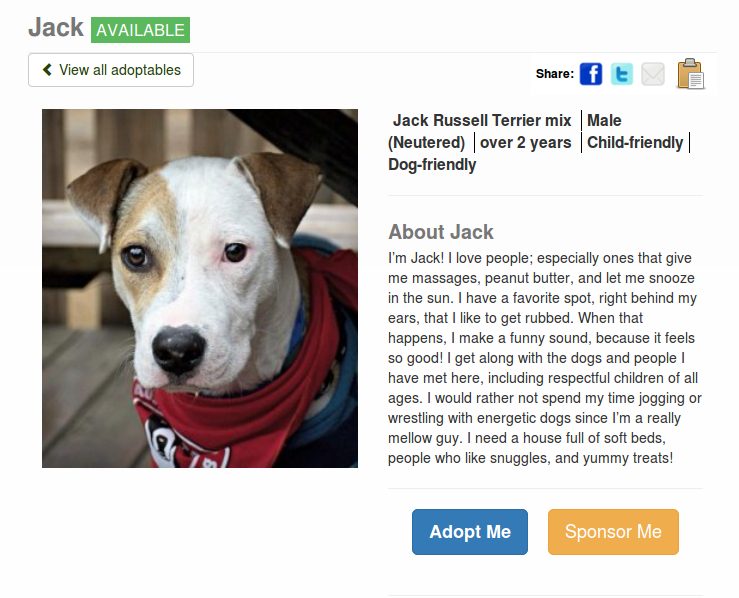 Jack AVAILABLE
View all adoptables
Share:
Jack Russell Terrier mix | Male
(Neutered) | over 2 years | Child-friendly |
Dog-friendly
About Jack
I'm Jack! I love people; especially ones that give
me massages, peanut butter, and let me snooze
in the sun. I have a favorite spot, right behind my
ears, that I like to get rubbed. When that
happens, I make a funny sound, because it feels
so good! I get along with the dogs and people I
have met here, including respectful children of all
ages. I would rather not spend my time jogging or
wrestling with energetic dogs since I'm a really
mellow guy. I need a house full of soft beds,
people who like snuggles, and yummy treats!
Adopt Me
Sponsor Me